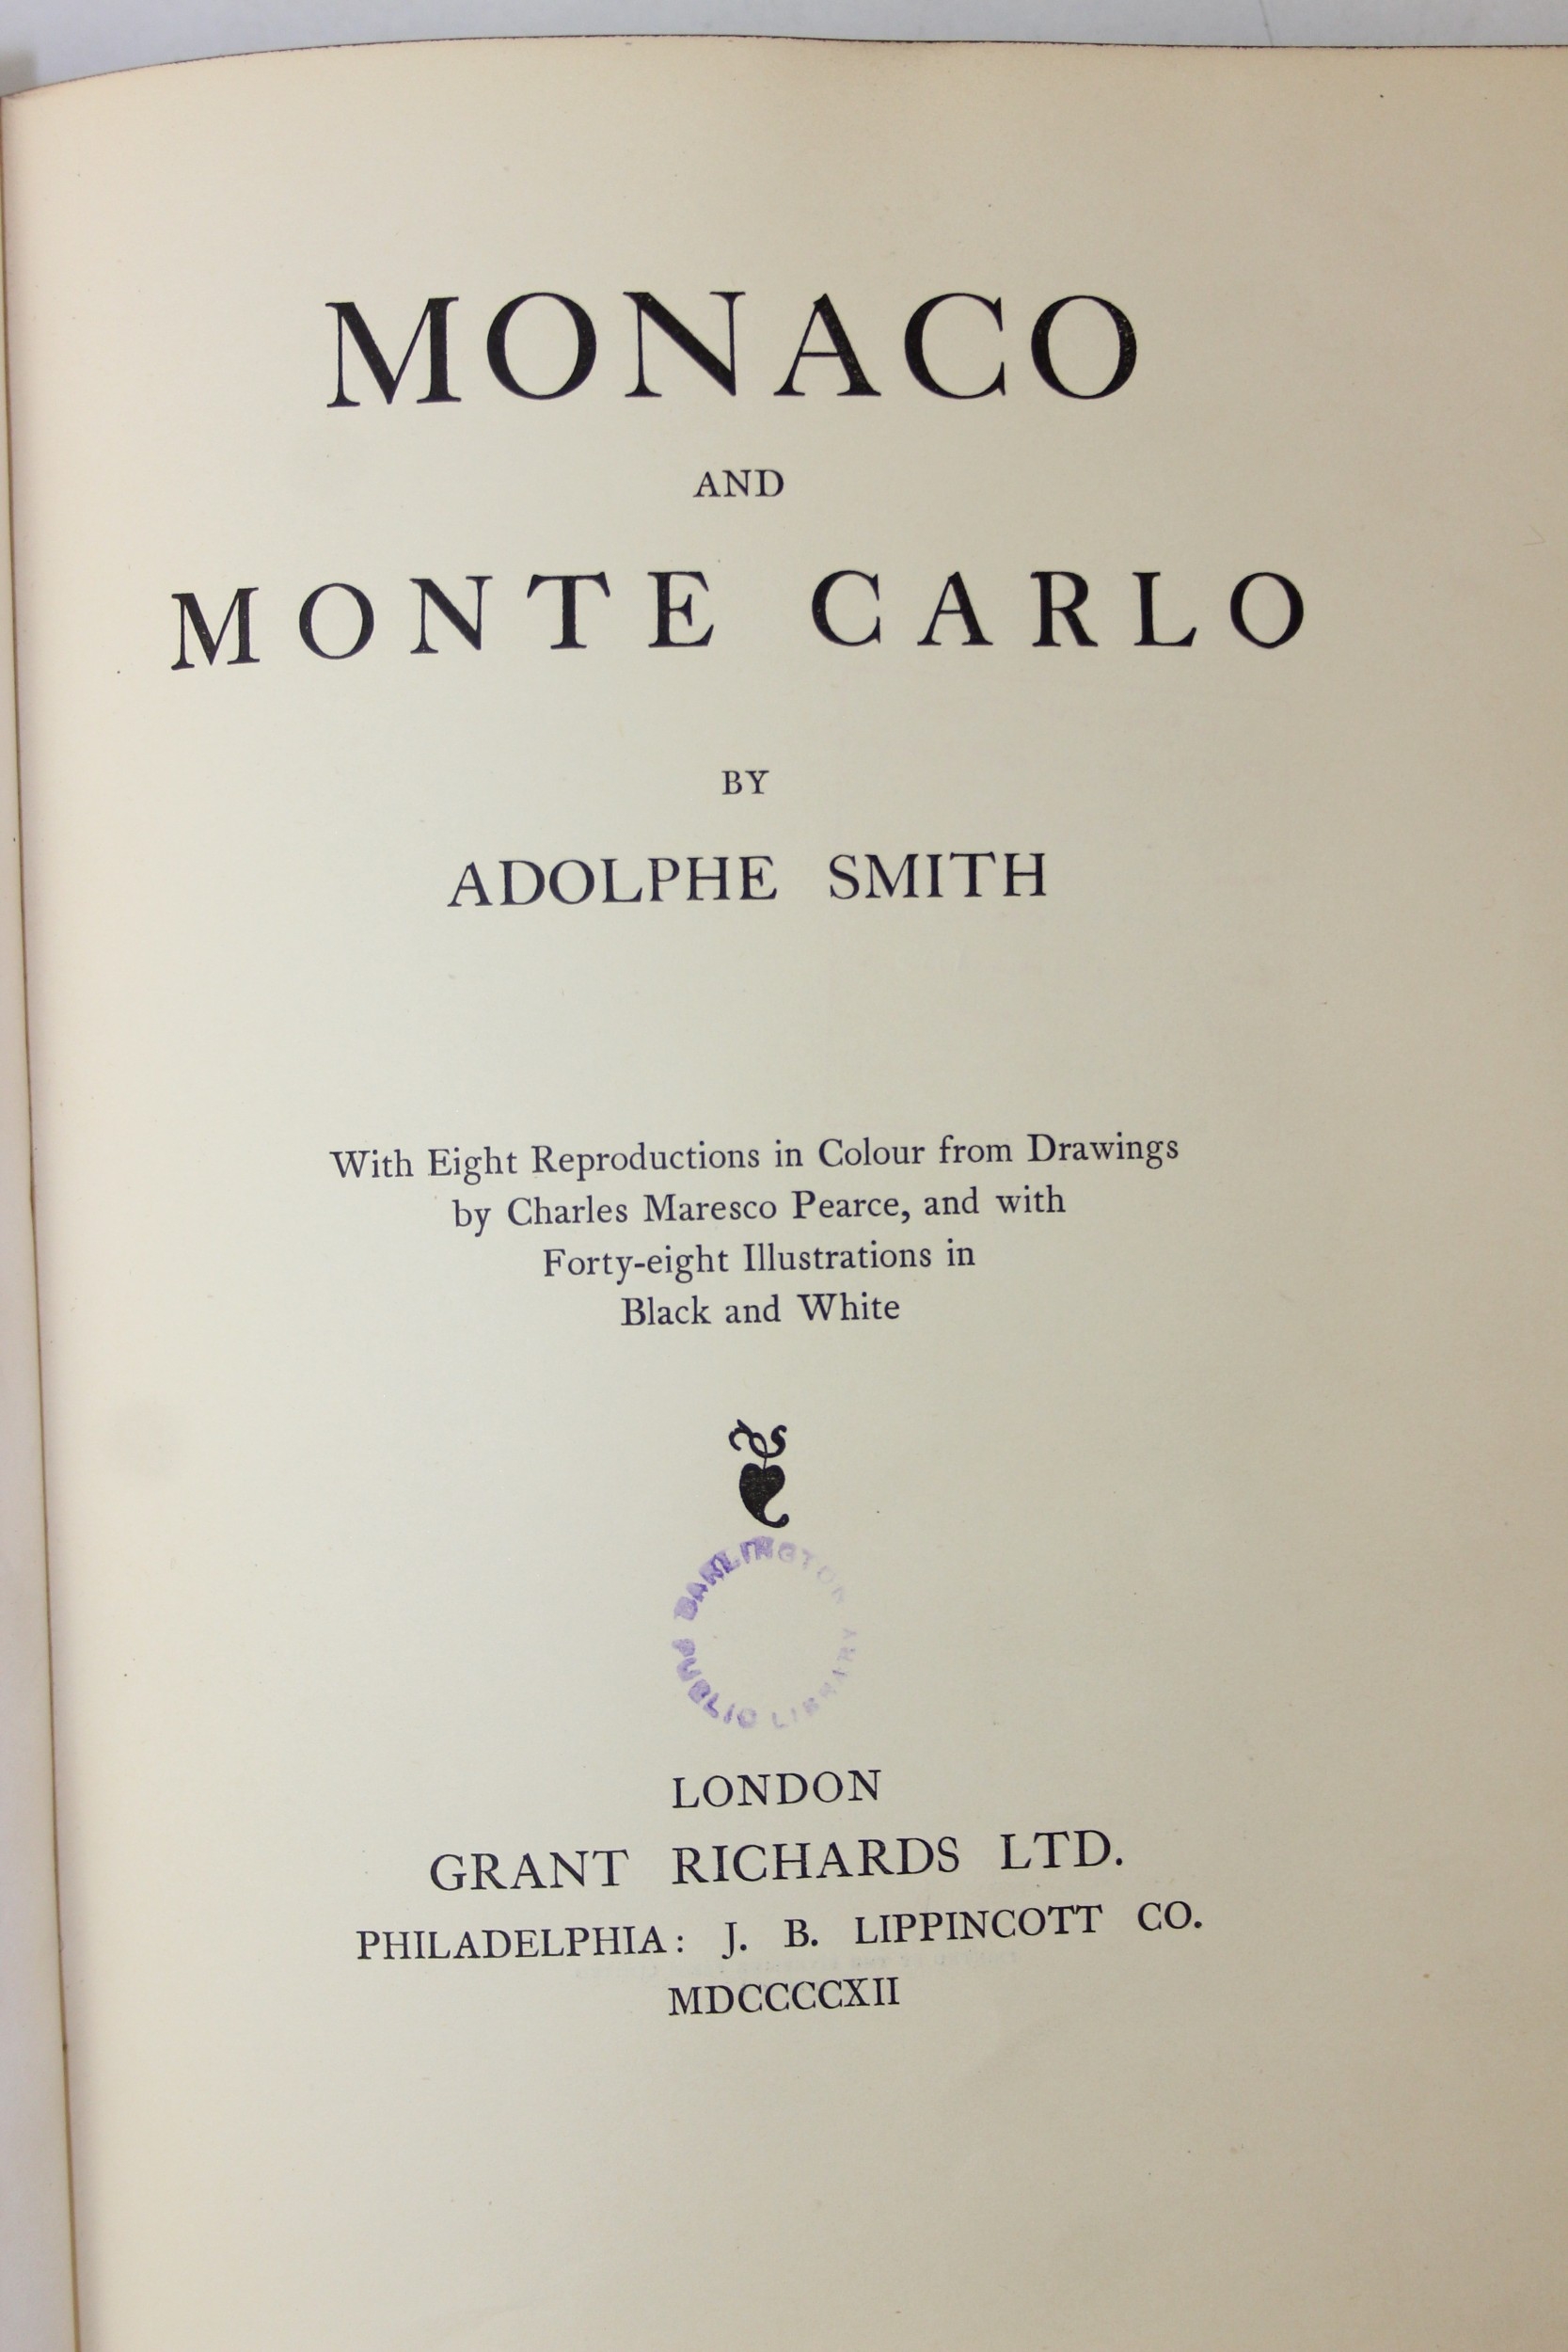 MONACO
AND
MONTE CARLO
BY
ADOLPHE SMITH
With Eight Reproductions in Colour from Drawings
by Charles Maresco Pearce, and with
Forty-eight Illustrations in
Black and White
DARLINGTON
PUBLIC LIBRARY
LONDON
GRANT RICHARDS LTD.
PHILADELPHIA: J. B. LIPPINCOTT CO.
MDCCCCXII